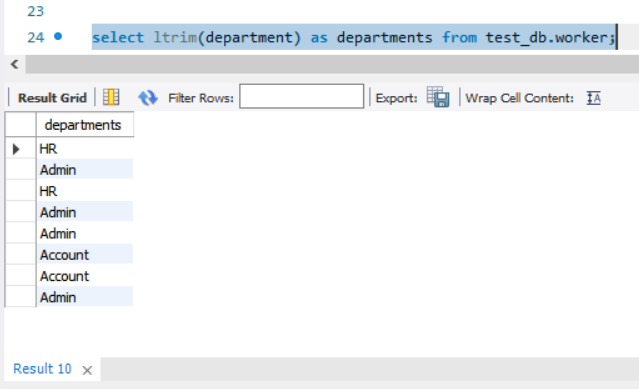 23
24 select ltrim(department) as departments from test_db.worker;
Result Grid Filter Rows: Export: Wrap Cell Content: IA
departments
HR
Admin
HR
Admin
Admin
Account
Account
Admin
Result 10 ×